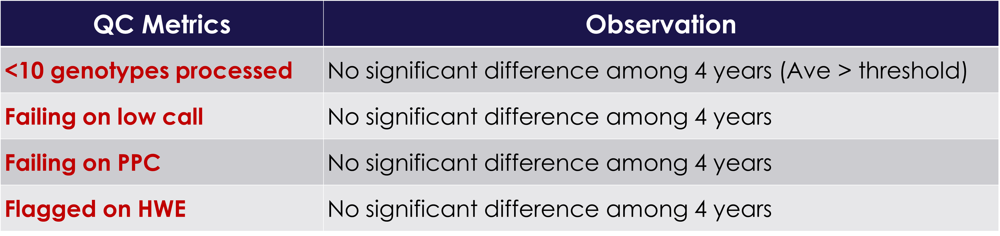 QC Metrics Observation
<10 genotypes processed No significant difference among 4 years (Ave > threshold)
Failing on low call No significant difference among 4 years
Failing on PPC No significant difference among 4 years
Flagged on HWE No significant difference among 4 years